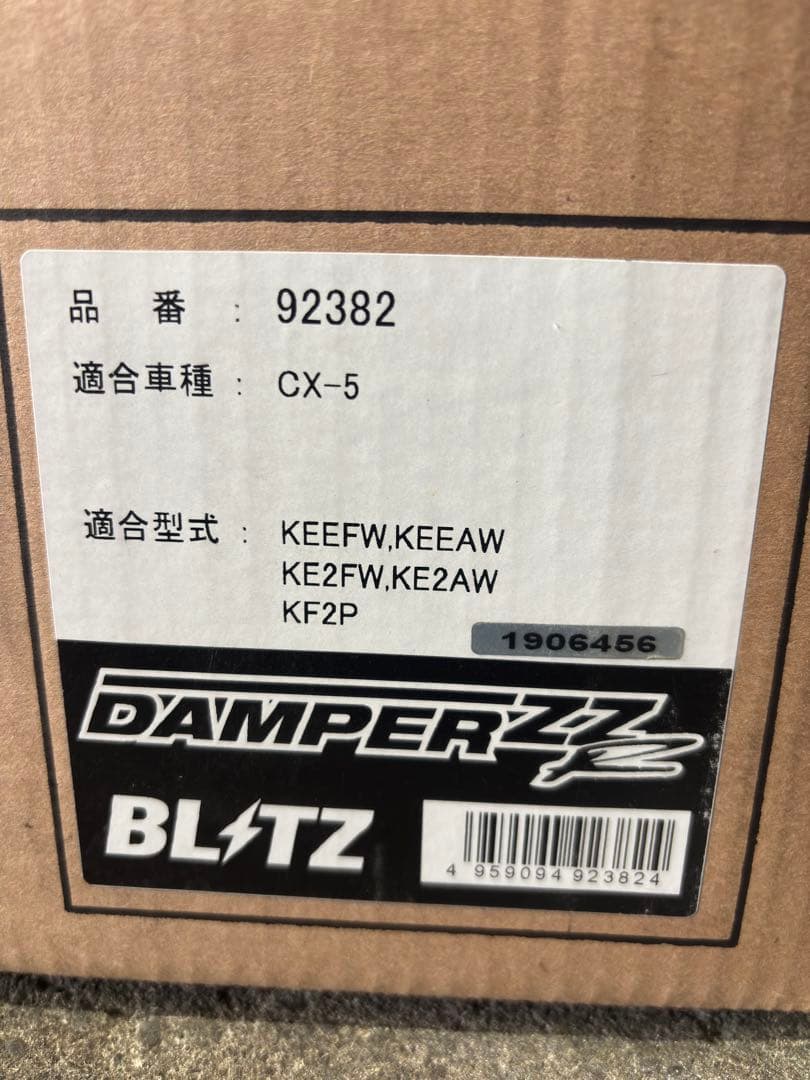 品 番 : 92382
適合車種 : CX-5
適合型式 : KEEFW,KEEAW
KE2FW,KE2AW
KF2P
1906456
DAMPER ZZ-R
BLITZ
4 959094 923824